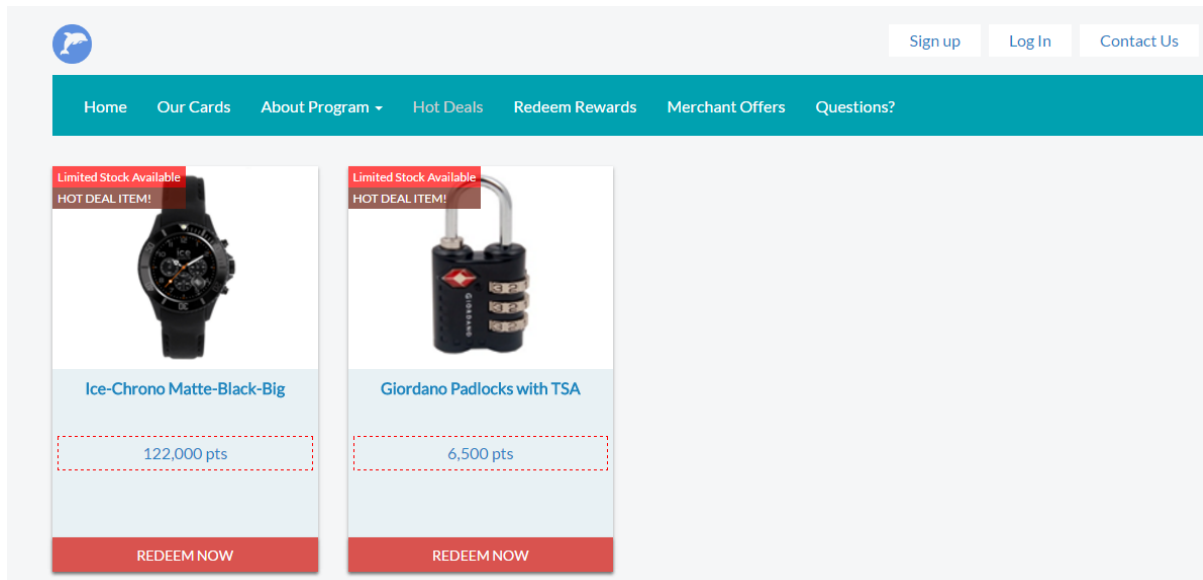 Sign up Log In Contact Us
Home Our Cards About Program Hot Deals Redeem Rewards Merchant Offers Questions?
Limited Stock Available
HOT DEAL ITEM!
ice
Ice-Chrono Matte-Black-Big
122,000 pts
REDEEM NOW
Limited Stock Available
HOT DEAL ITEM!
GIORDANO
Giordano Padlocks with TSA
6,500 pts
REDEEM NOW